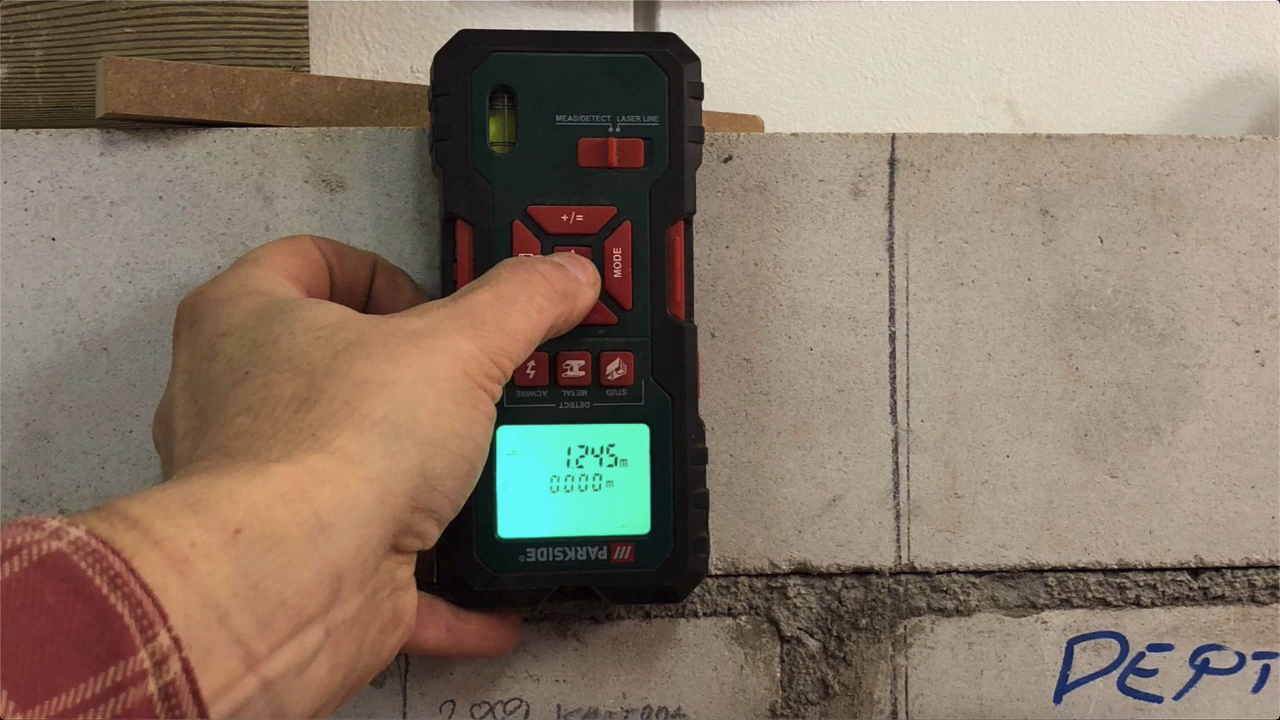 MEAS/DETECT LASER LINE
+/=
MODE
ACWIRE METAL STUD
DETECT
1.245m
0.000m
PARKSIDE®
DEPT